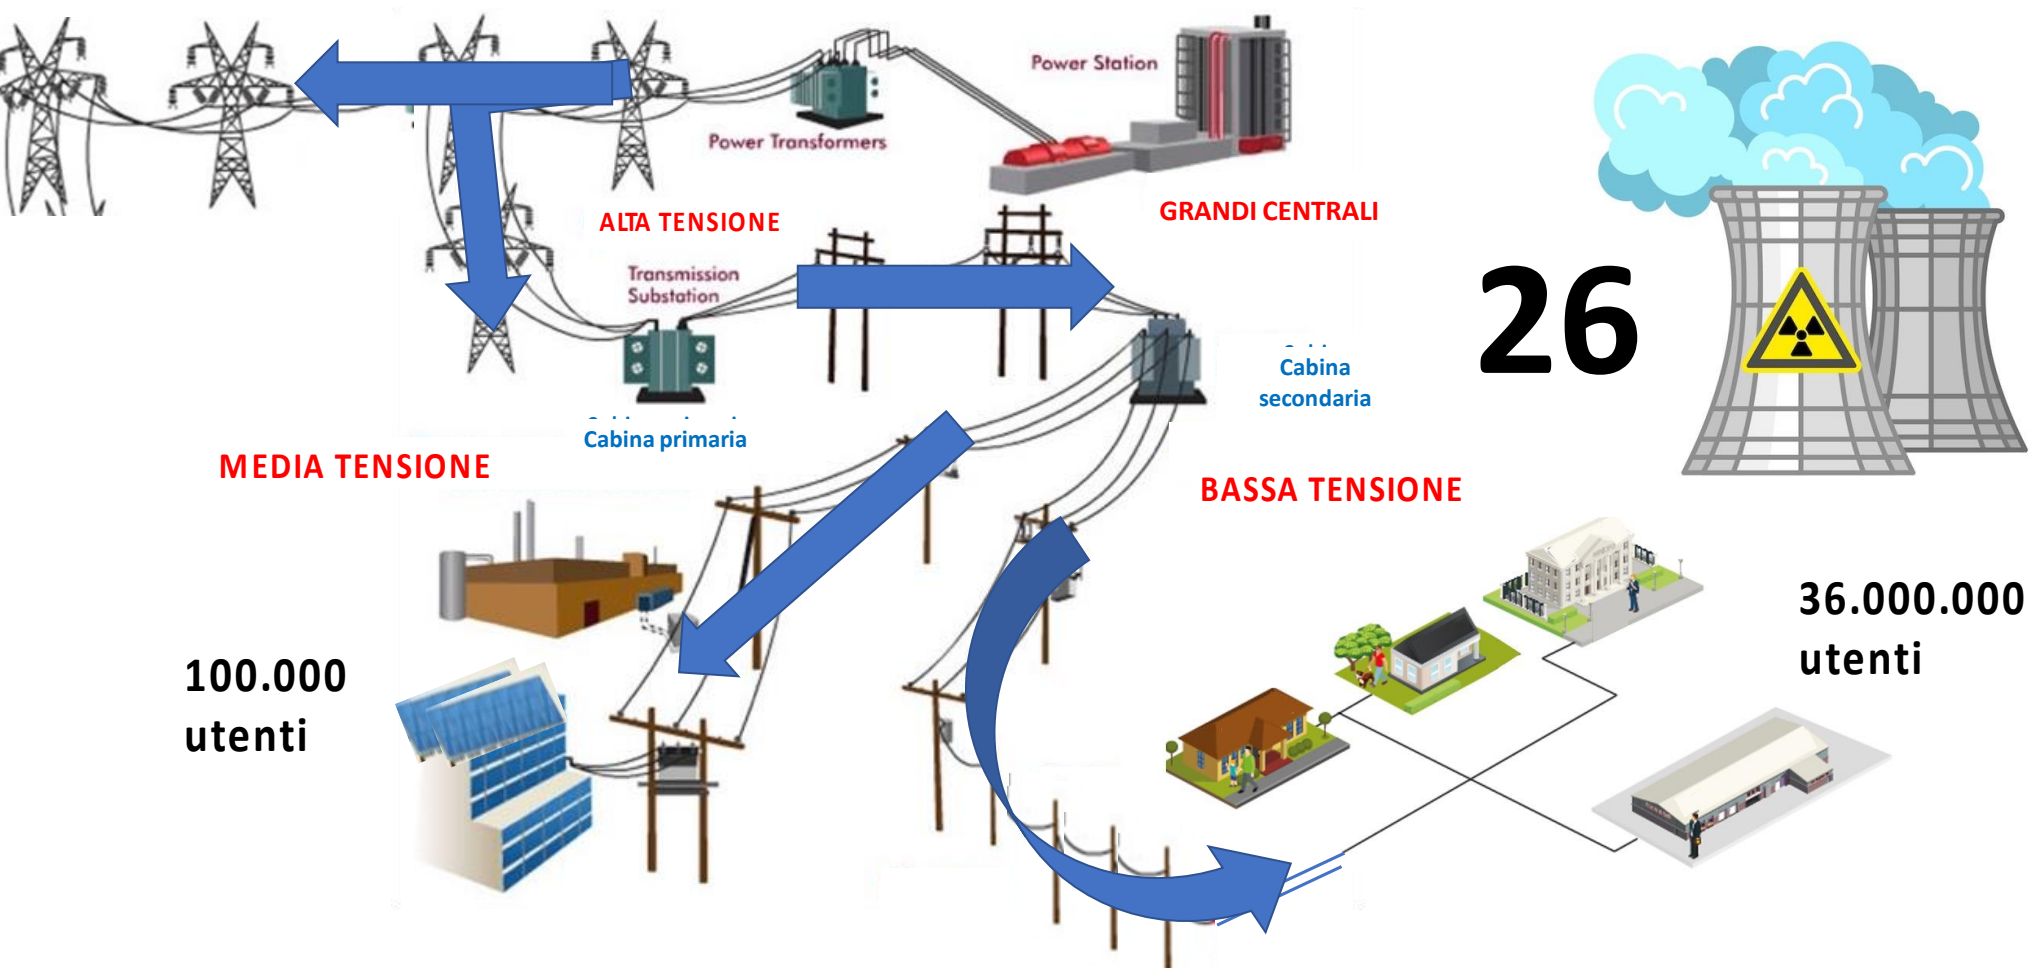 Power Station
Power Transformers
GRANDI CENTRALI
ALTA TENSIONE
Transmission
Substation
26
Cabina
secondaria
Cabina primaria
MEDIA TENSIONE
BASSA TENSIONE
36.000.000
utenti
100.000
utenti